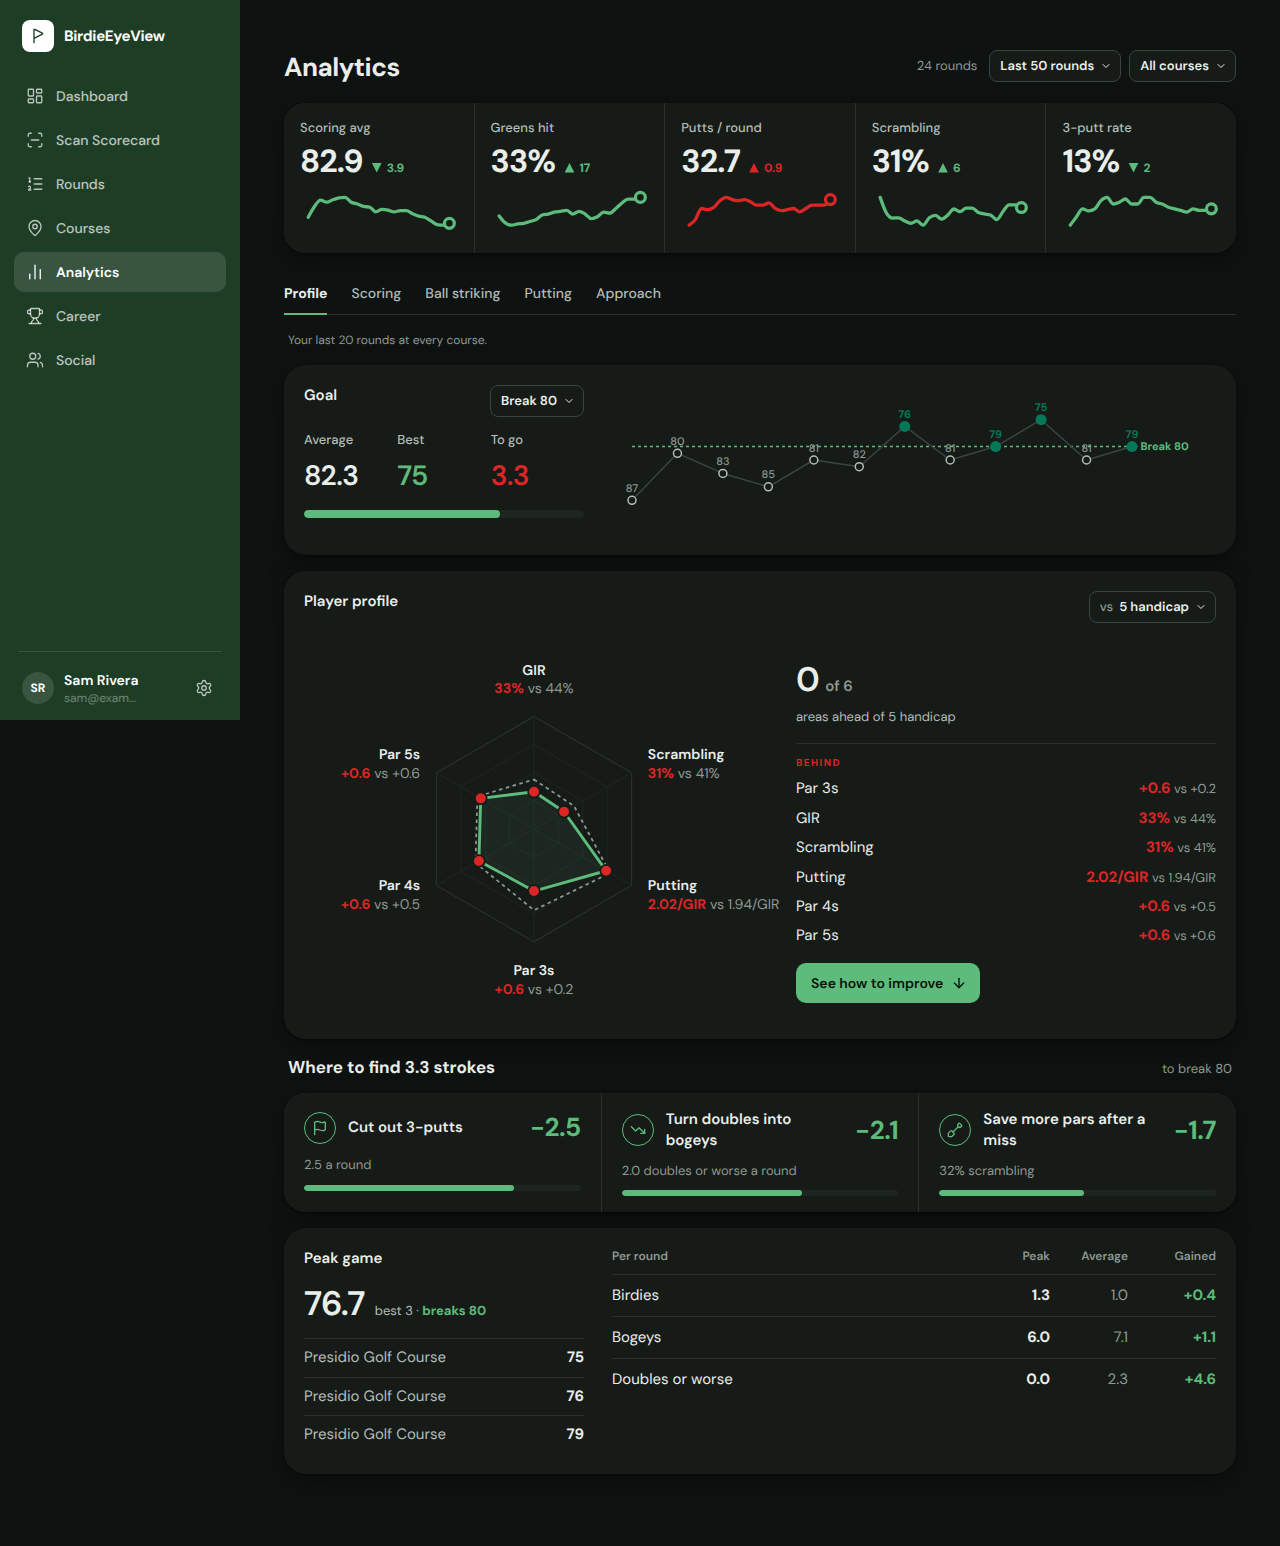 BirdieEyeView
Dashboard
Scan Scorecard
Rounds
Courses
Analytics
Career
Social
SR
Sam Rivera
sam@exam...
Analytics
24 rounds
Last 50 rounds
All courses
Scoring avg
82.9 ▼ 3.9
Greens hit
33% ▲ 17
Putts / round
32.7 ▲ 0.9
Scrambling
31% ▲ 6
3-putt rate
13% ▼ 2
Profile
Scoring
Ball striking
Putting
Approach
Your last 20 rounds at every course.
Goal
Break 80
Average
Best
To go
82.3
75
3.3
87
80
83
85
81
82
76
81
79
75
81
79
Break 80
Player profile
vs 5 handicap
GIR
33% vs 44%
Scrambling
31% vs 41%
Putting
2.02/GIR vs 1.94/GIR
Par 3s
+0.6 vs +0.2
Par 4s
+0.6 vs +0.5
Par 5s
+0.6 vs +0.6
0 of 6
areas ahead of 5 handicap
BEHIND
Par 3s +0.6 vs +0.2
GIR 33% vs 44%
Scrambling 31% vs 41%
Putting 2.02/GIR vs 1.94/GIR
Par 4s +0.6 vs +0.5
Par 5s +0.6 vs +0.6
See how to improve
Where to find 3.3 strokes
to break 80
Cut out 3-putts
−2.5
2.5 a round
Turn doubles into
bogeys
−2.1
2.0 doubles or worse a round
Save more pars after a
miss
−1.7
32% scrambling
Peak game
76.7 best 3 · breaks 80
Presidio Golf Course 75
Presidio Golf Course 76
Presidio Golf Course 79
Per round Peak Average Gained
Birdies 1.3 1.0 +0.4
Bogeys 6.0 7.1 +1.1
Doubles or worse 0.0 2.3 +4.6